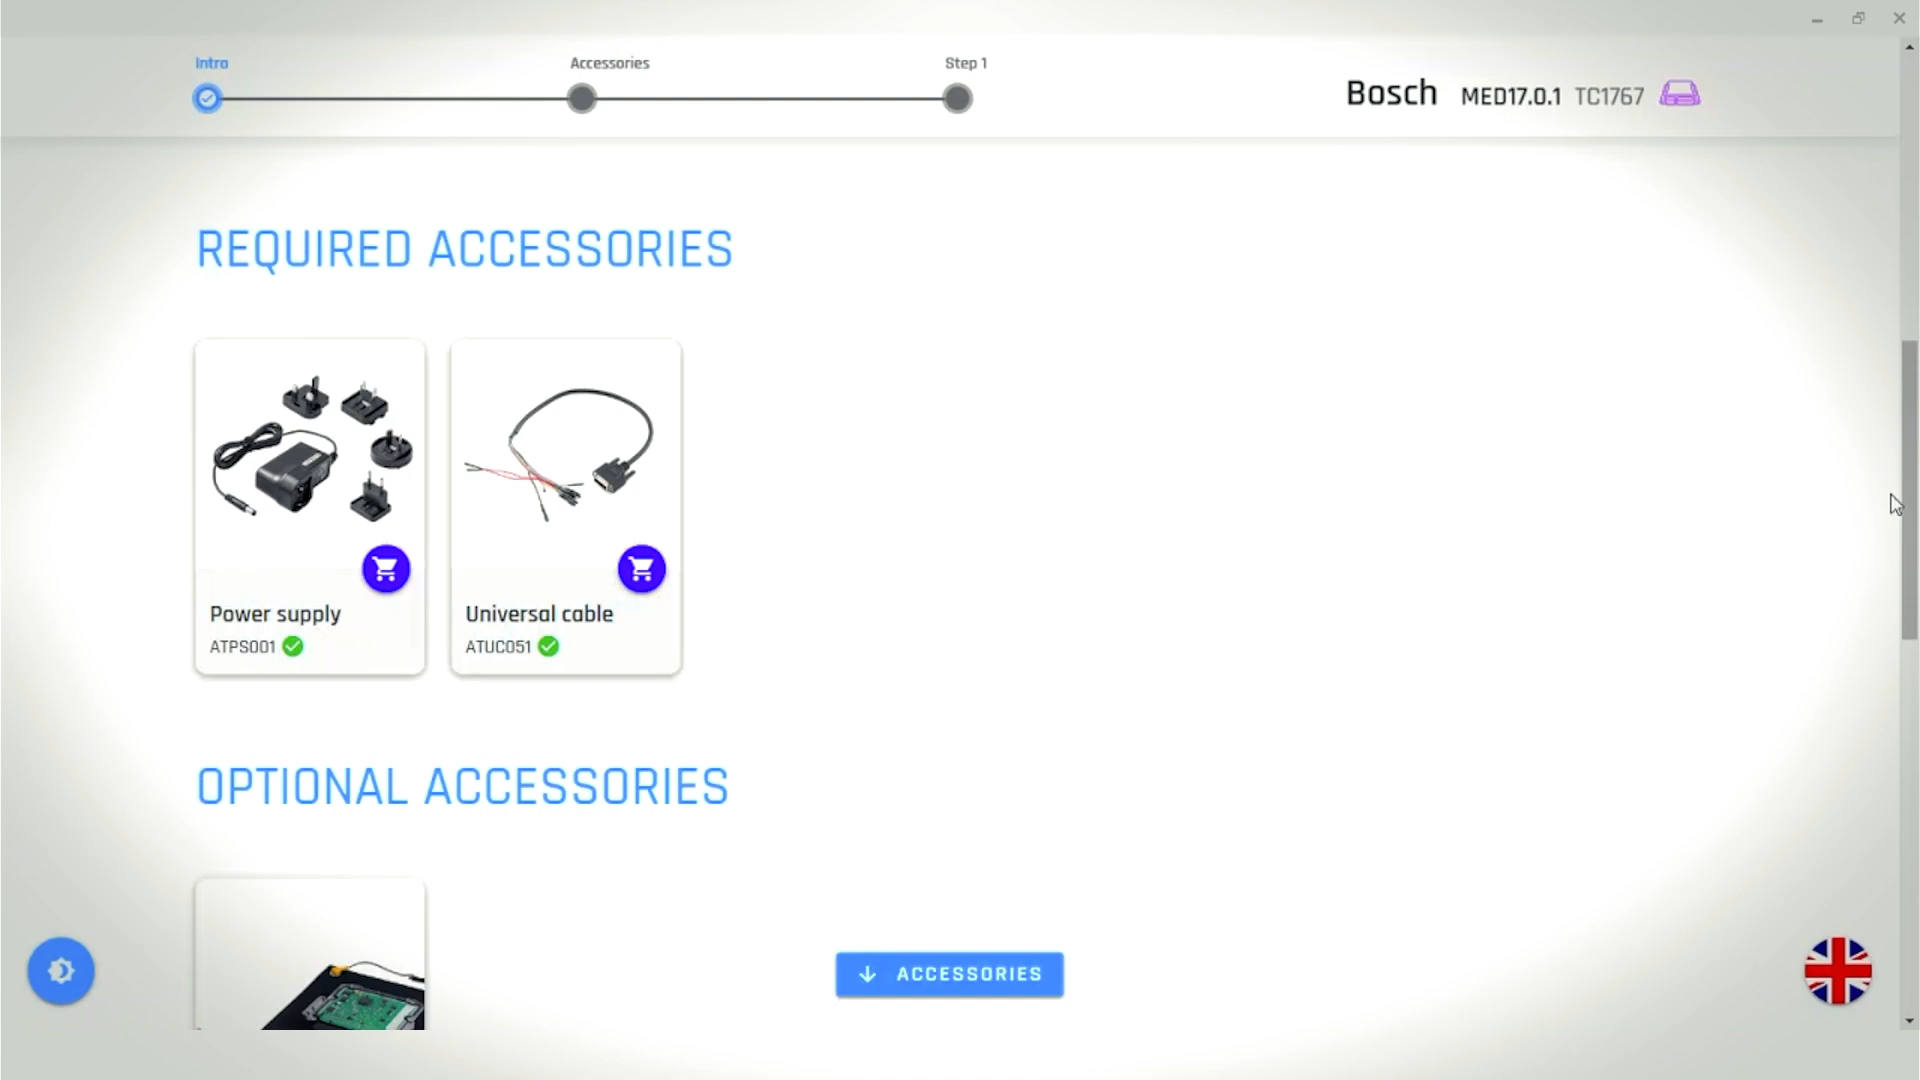 Intro
Accessories
Step 1
Bosch MED17.0.1 TC1767
REQUIRED ACCESSORIES
Power supply
ATPS001
Universal cable
ATUC051
OPTIONAL ACCESSORIES
ACCESSORIES